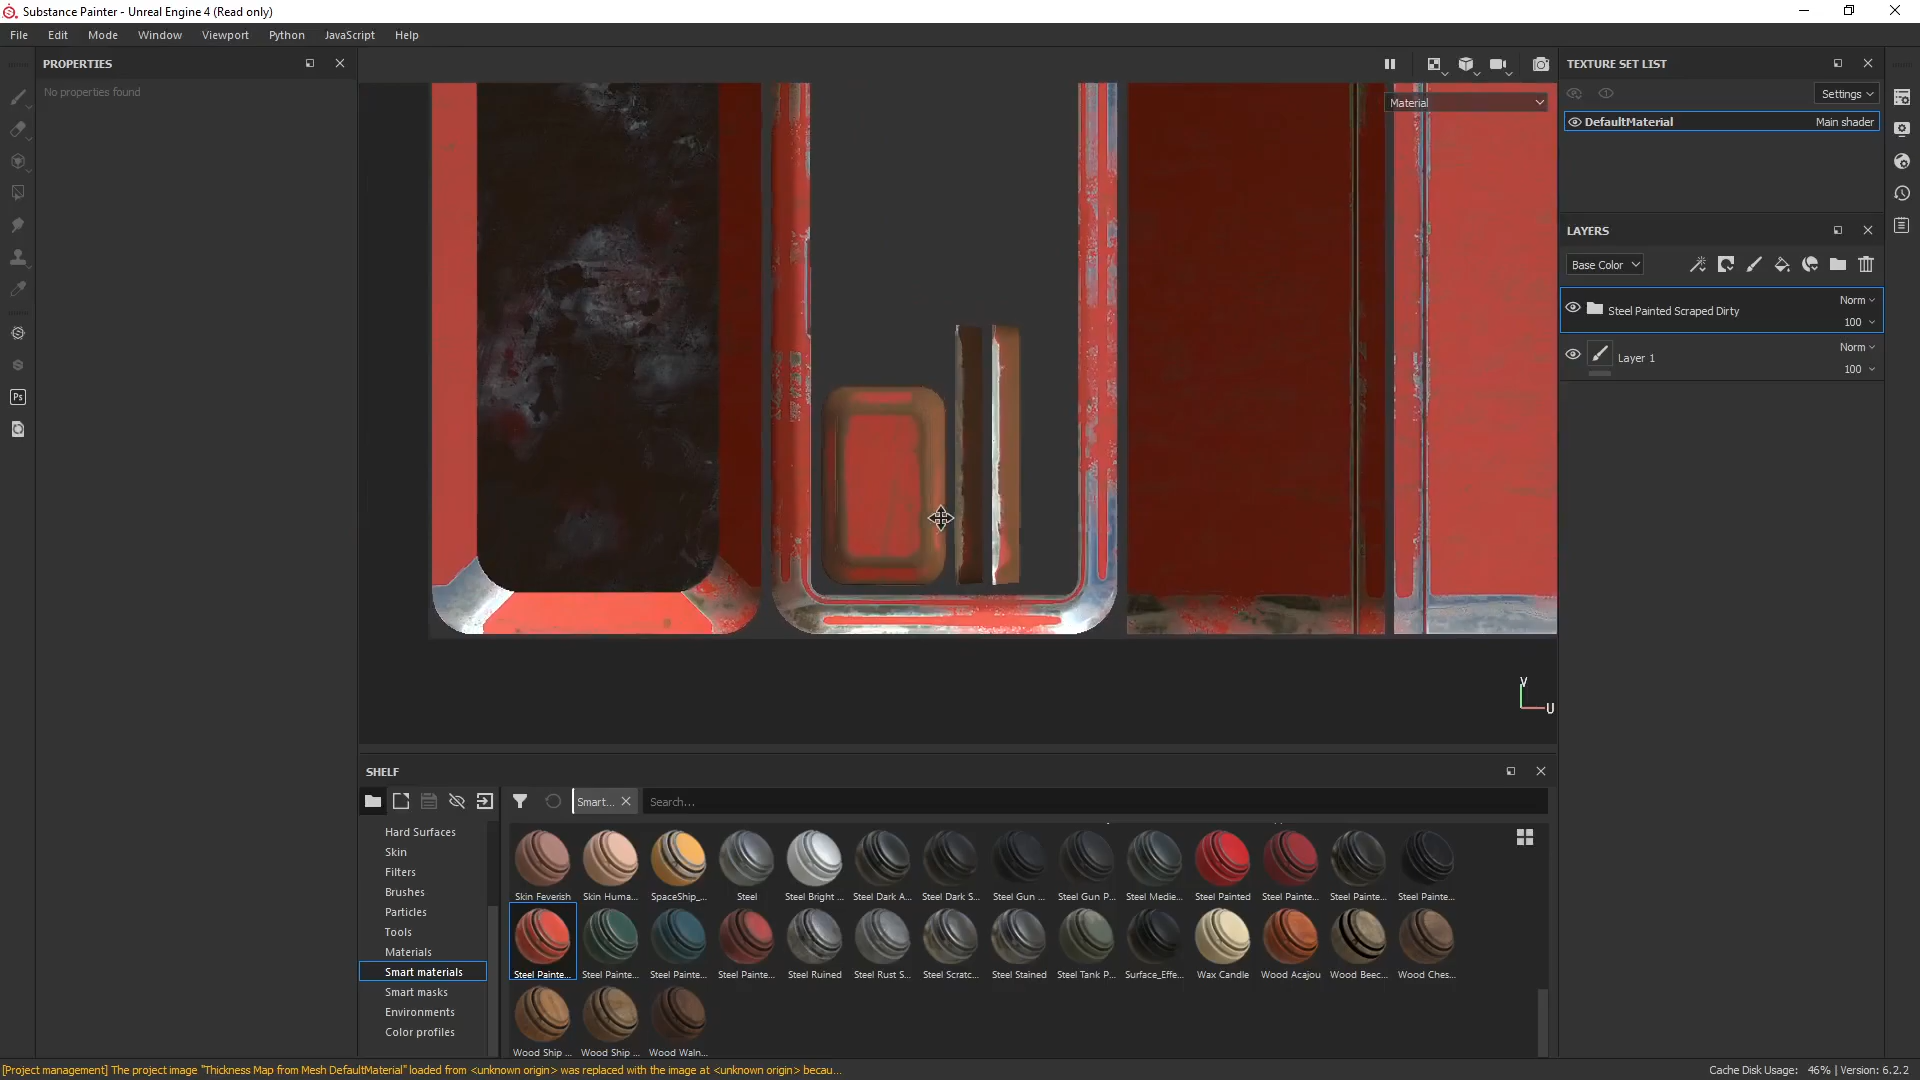 Substance Painter - Unreal Engine 4 (Read only)
File Edit Mode Window Viewport Python JavaScript Help
PROPERTIES
No properties found
Material
V
U
TEXTURE SET LIST
Settings
DefaultMaterial Main shader
LAYERS
Base Color
Steel Painted Scraped Dirty Norm 100
Layer 1 Norm 100
Ps
SHELF
Smart...
Search...
Hard Surfaces
Skin
Filters
Brushes
Particles
Tools
Materials
Smart materials
Smart masks
Environments
Color profiles
Skin Feverish Skin Huma... SpaceShip_... Steel Steel Bright ... Steel Dark A... Steel Dark S... Steel Gun ... Steel Gun P... Steel Medie... Steel Painted Steel Painte... Steel Painte... Steel Painte...
Steel Painte... Steel Painte... Steel Painte... Steel Painte... Steel Ruined Steel Rust S... Steel Scratc... Steel Stained Steel Tank P... Surface_Effe... Wax Candle Wood Acajou Wood Beec... Wood Ches...
Wood Ship ... Wood Ship ... Wood Waln...
[Project management] The project image "Thickness Map from Mesh DefaultMaterial" loaded from <unknown origin> was replaced with the image at <unknown origin> becau...
Cache Disk Usage: 46% | Version: 6.2.2